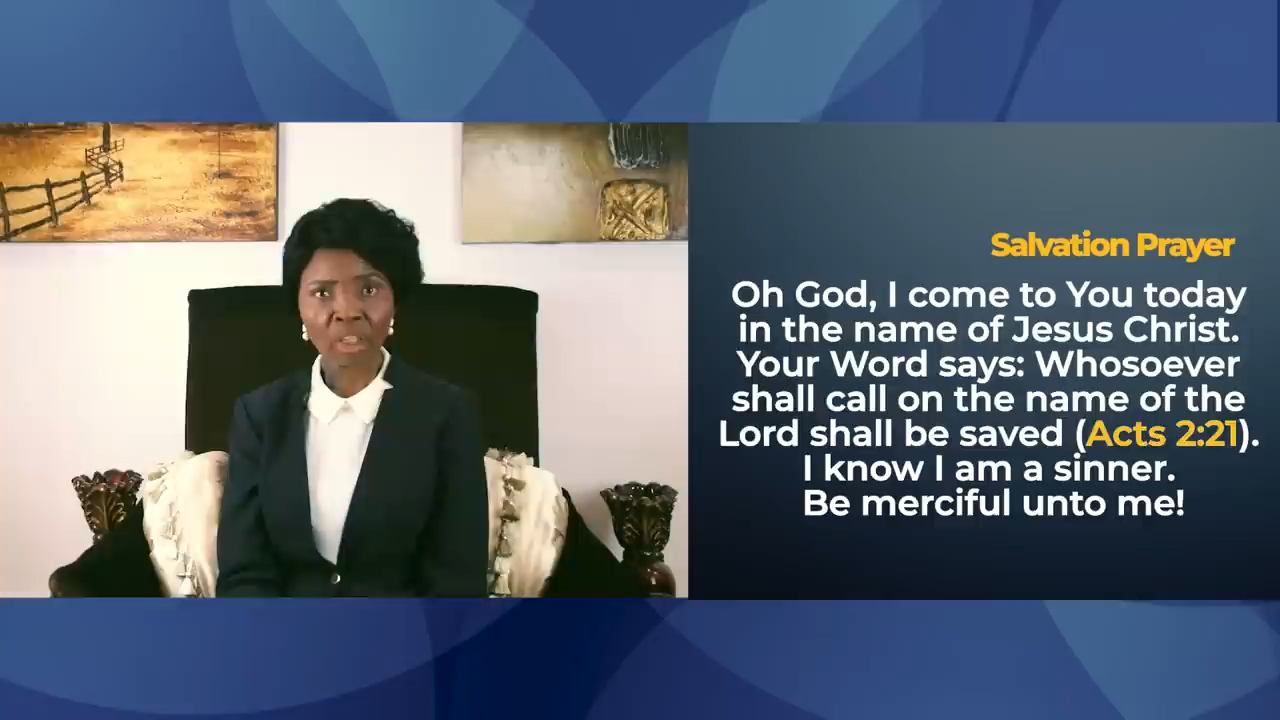 Salvation Prayer
Oh God, I come to You today
in the name of Jesus Christ.
Your Word says: Whosoever
shall call on the name of the
Lord shall be saved (Acts 2:21).
I know I am a sinner.
Be merciful unto me!